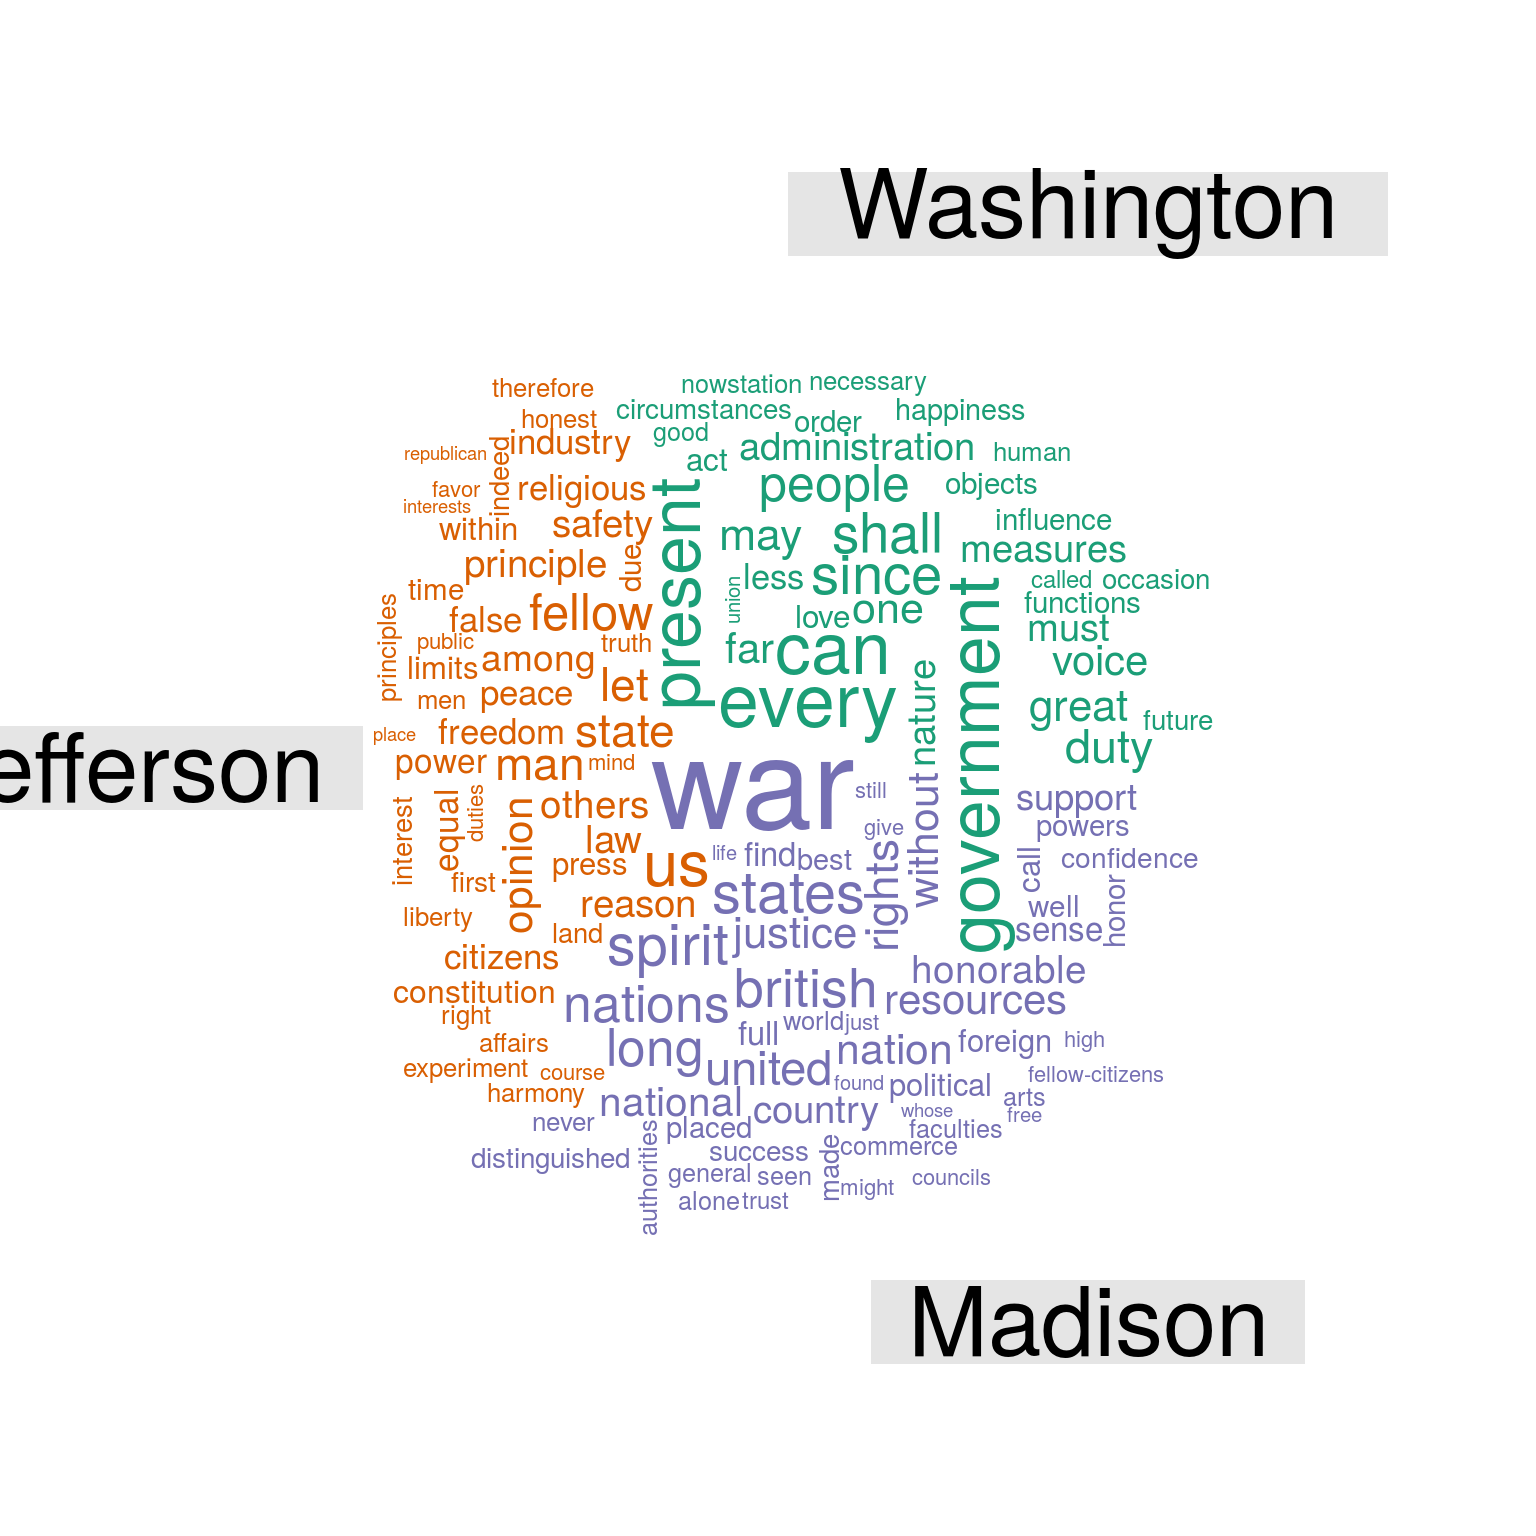 Washington
therefore
nowstation
necessary
honest
circumstances
order
happiness
industry
good
administration
human
republican
indeed
act
people
objects
favor
religious
present
interests
within
safety
may
shall
influence
measures
principle
due
less
since
called
occasion
time
union
functions
principles
false
fellow
love
one
must
public
truth
far
can
voice
limits
among
nature
men
peace
let
every
government
great
future
place
freedom
state
duty
power
man
mind
war
efferson
still
without
support
interest
equal
duties
others
give
powers
opinion
law
rights
press
us
life
find
best
call
confidence
first
states
honor
liberty
reason
well
land
spirit
justice
sense
citizens
honorable
constitution
nations
british
resources
right
world
just
affairs
long
full
nation
foreign
high
experiment
course
united
found
political
fellow-citizens
harmony
national
country
whose
arts
free
never
placed
faculties
distinguished
authorities
success
made
commerce
general
seen
might
councils
alone
trust
Madison